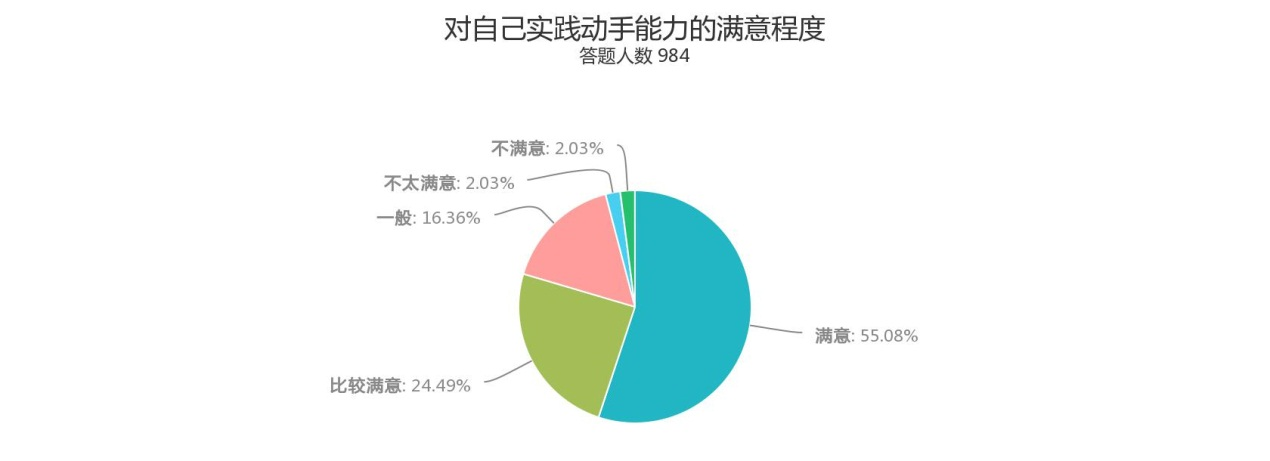 对自己实践动手能力的满意程度
答题人数 984
不满意: 2.03%
不太满意: 2.03%
一般: 16.36%
满意: 55.08%
比较满意: 24.49%